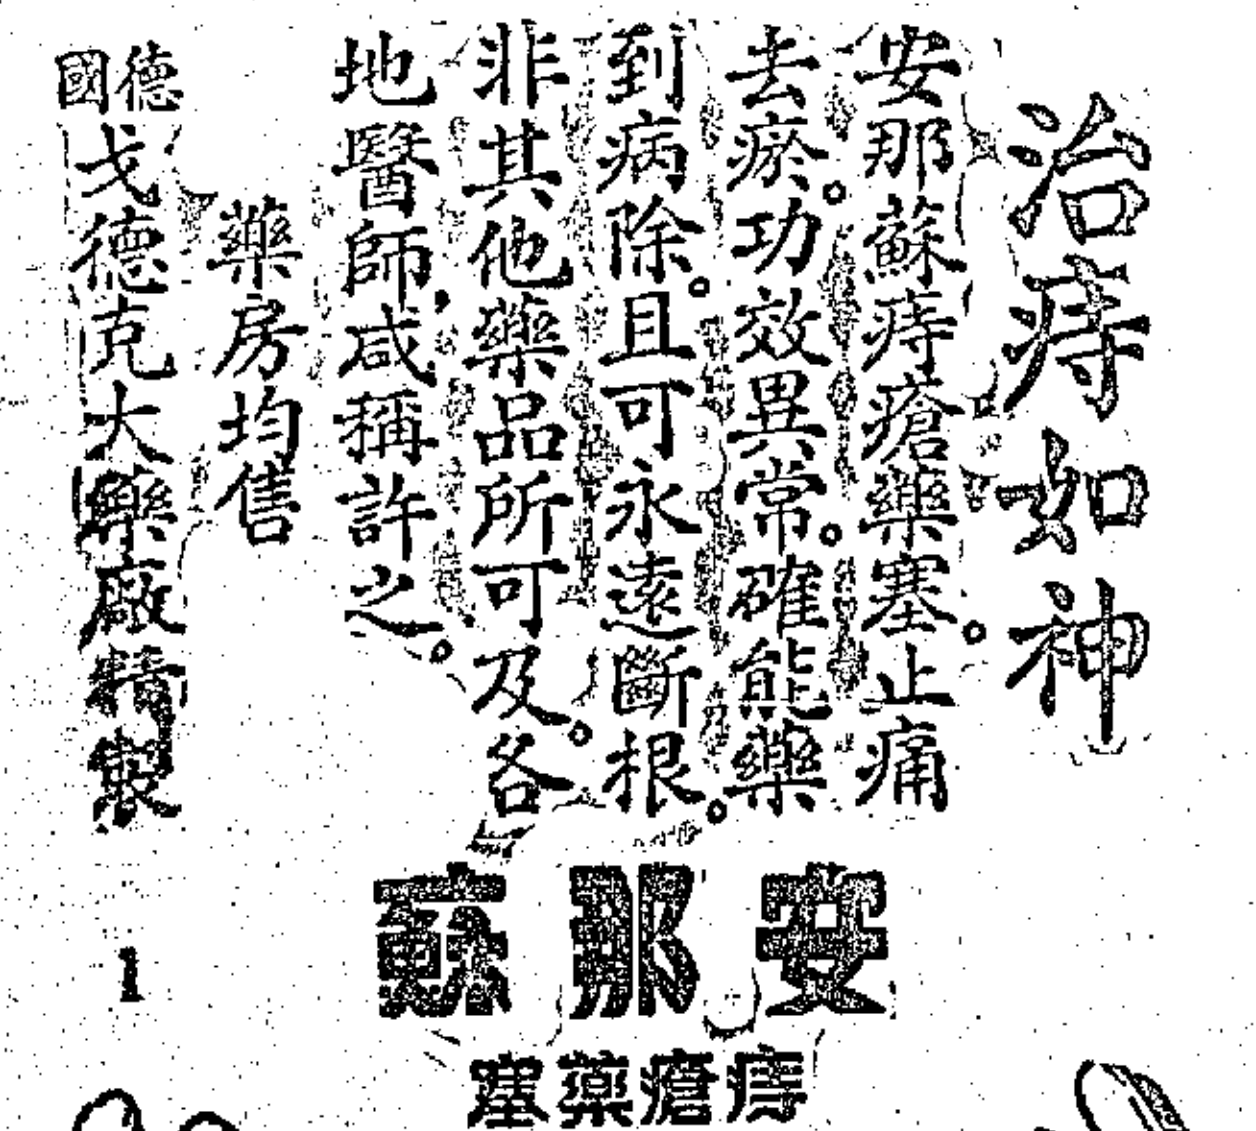 治痔如神
安那蘇痔瘡藥塞。止痛
去瘀。功效異常。確能藥
到病除。且可永遠斷根。
非其他藥品所可及。各
地醫師，咸稱許之。
藥房均售
德國戈德克大藥廠精製
安那蘇
痔瘡藥塞
1